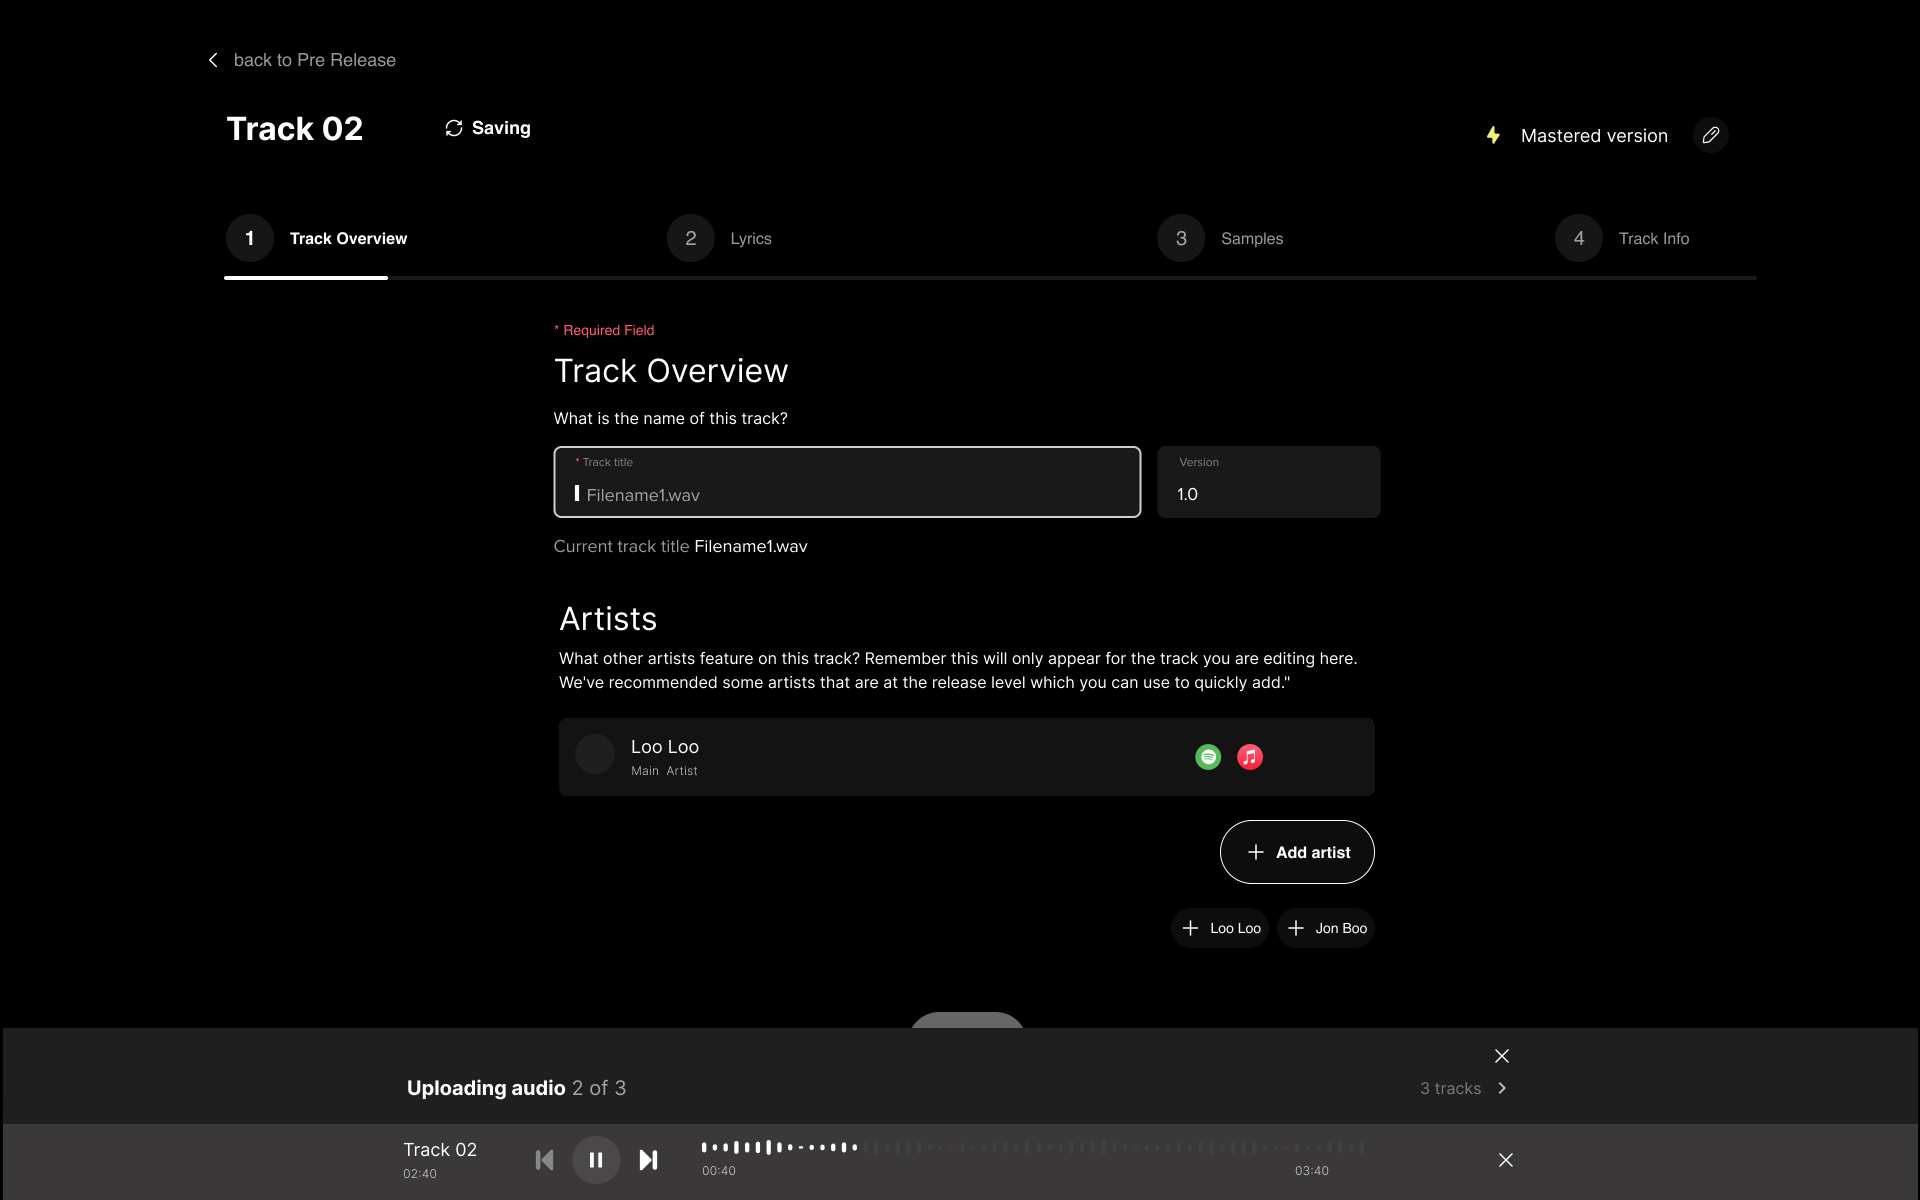 back to Pre Release
Track 02
Saving
Mastered version
1 Track Overview
2 Lyrics
3 Samples
4 Track Info
* Required Field
Track Overview
What is the name of this track?
* Track title
Filename1.wav
Version
1.0
Current track title Filename1.wav
Artists
What other artists feature on this track? Remember this will only appear for the track you are editing here.
We've recommended some artists that are at the release level which you can use to quickly add."
Loo Loo
Main Artist
Add artist
Loo Loo
Jon Boo
Uploading audio 2 of 3
3 tracks
Track 02
02:40
00:40
03:40